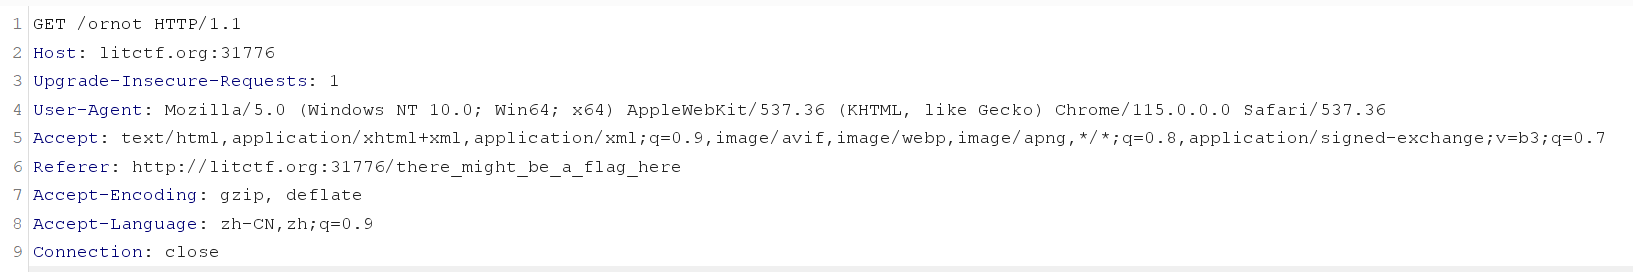 1 GET /ornot HTTP/1.1
2 Host: litctf.org:31776
3 Upgrade-Insecure-Requests: 1
4 User-Agent: Mozilla/5.0 (Windows NT 10.0; Win64; x64) AppleWebKit/537.36 (KHTML, like Gecko) Chrome/115.0.0.0 Safari/537.36
5 Accept: text/html,application/xhtml+xml,application/xml;q=0.9,image/avif,image/webp,image/apng,*/*;q=0.8,application/signed-exchange;v=b3;q=0.7
6 Referer: http://litctf.org:31776/there_might_be_a_flag_here
7 Accept-Encoding: gzip, deflate
8 Accept-Language: zh-CN,zh;q=0.9
9 Connection: close